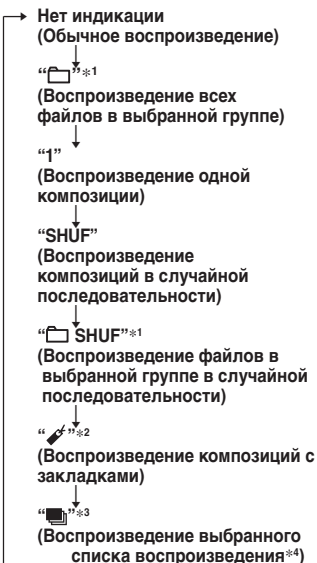 Нет индикации
(Обычное воспроизведение)
“”*1
(Воспроизведение всех
файлов в выбранной группе)
“1”
(Воспроизведение одной
композиции)
“SHUF”
(Воспроизведение
композиций в случайной
последовательности)
“ SHUF”*1
(Воспроизведение файлов в
выбранной группе в случайной
последовательности)
“ ”*2
(Воспроизведение композиций с
закладками)
“”*3
(Воспроизведение выбранного
списка воспроизведения*4)